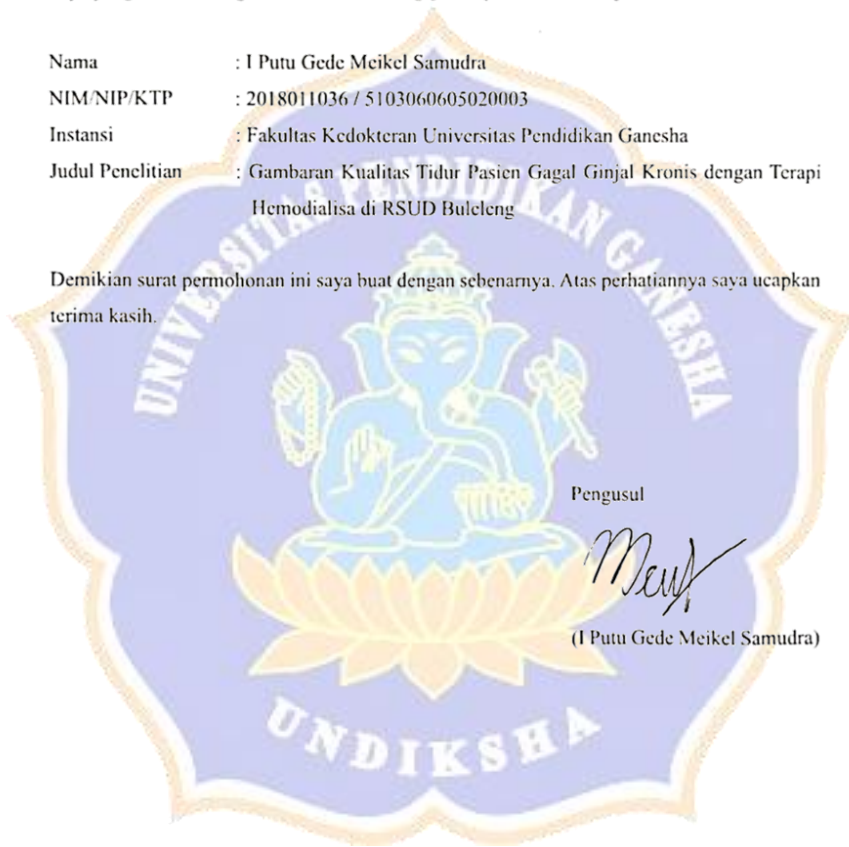 Nama : I Putu Gede Meikel Samudra
NIM/NIP/KTP : 2018011036 / 5103060605020003
Instansi : Fakultas Kedokteran Universitas Pendidikan Ganesha
Judul Penelitian : Gambaran Kualitas Tidur Pasien Gagal Ginjal Kronis dengan Terapi
Hemodialisa di RSUD Buleleng
Demikian surat permohonan ini saya buat dengan sebenarnya. Atas perhatiannya saya ucapkan
terima kasih.
Pengusul
(I Putu Gede Meikel Samudra)
UNIVERSITAS PENDIDIKAN GANESHA
UNDIKSHA